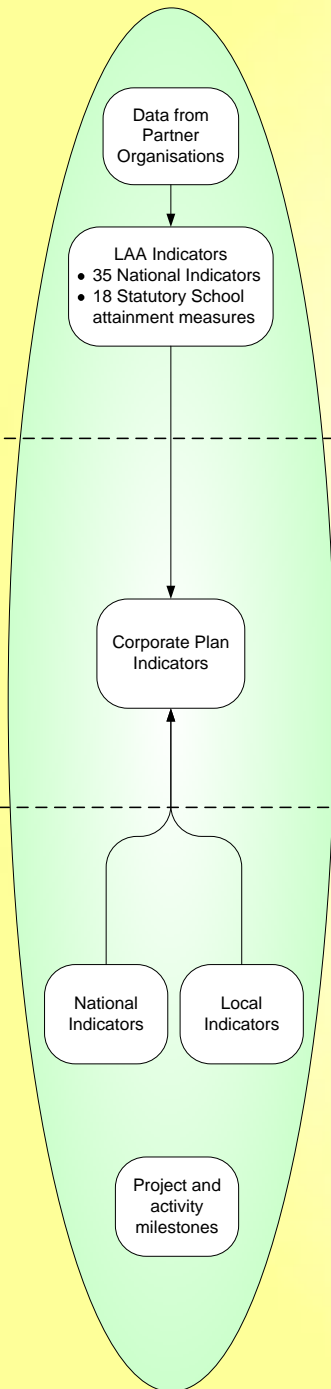 Data from
Partner
Organisations
LAA Indicators
• 35 National Indicators
• 18 Statutory School
attainment measures
Corporate Plan
Indicators
National
Indicators
Local
Indicators
Project and
activity
milestones